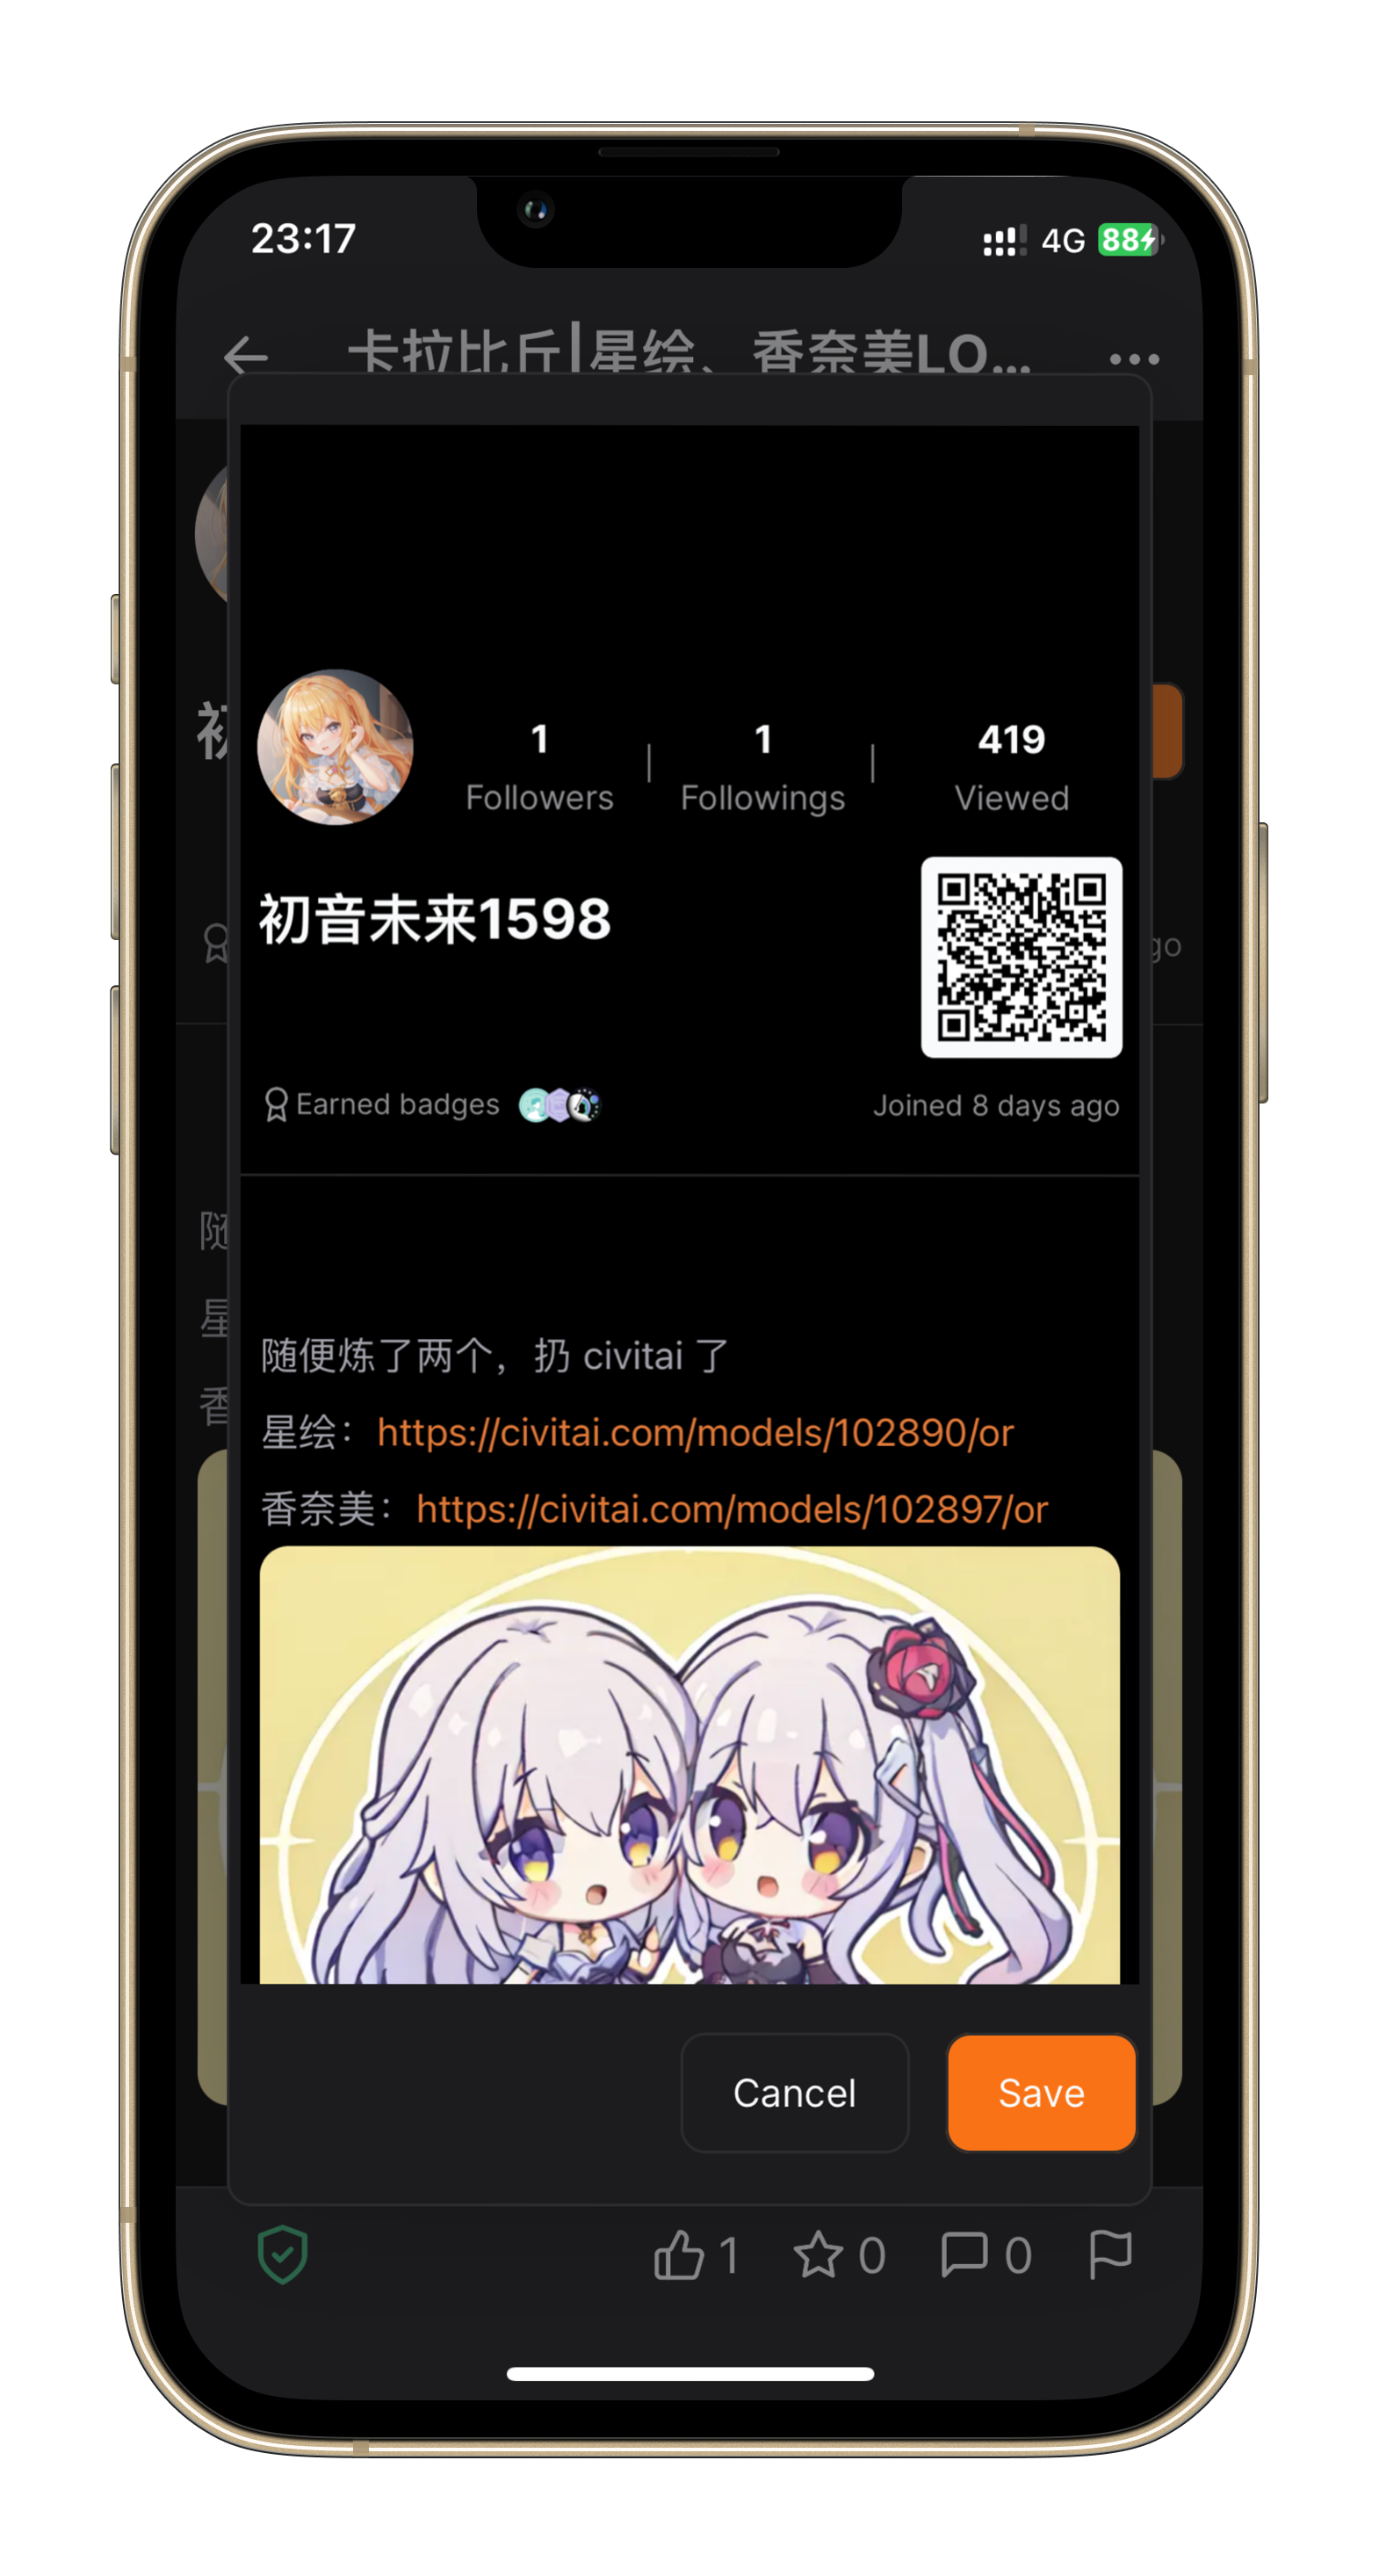 23:17
4G 88
卡拉比丘|星绘、香奈美LO...
1 1 419
Followers Followings Viewed
初音未来1598
go
Earned badges Joined 8 days ago
随便炼了两个，扔 civitai 了
星绘：https://civitai.com/models/102890/or
香奈美：https://civitai.com/models/102897/or
Cancel Save
1 0 0